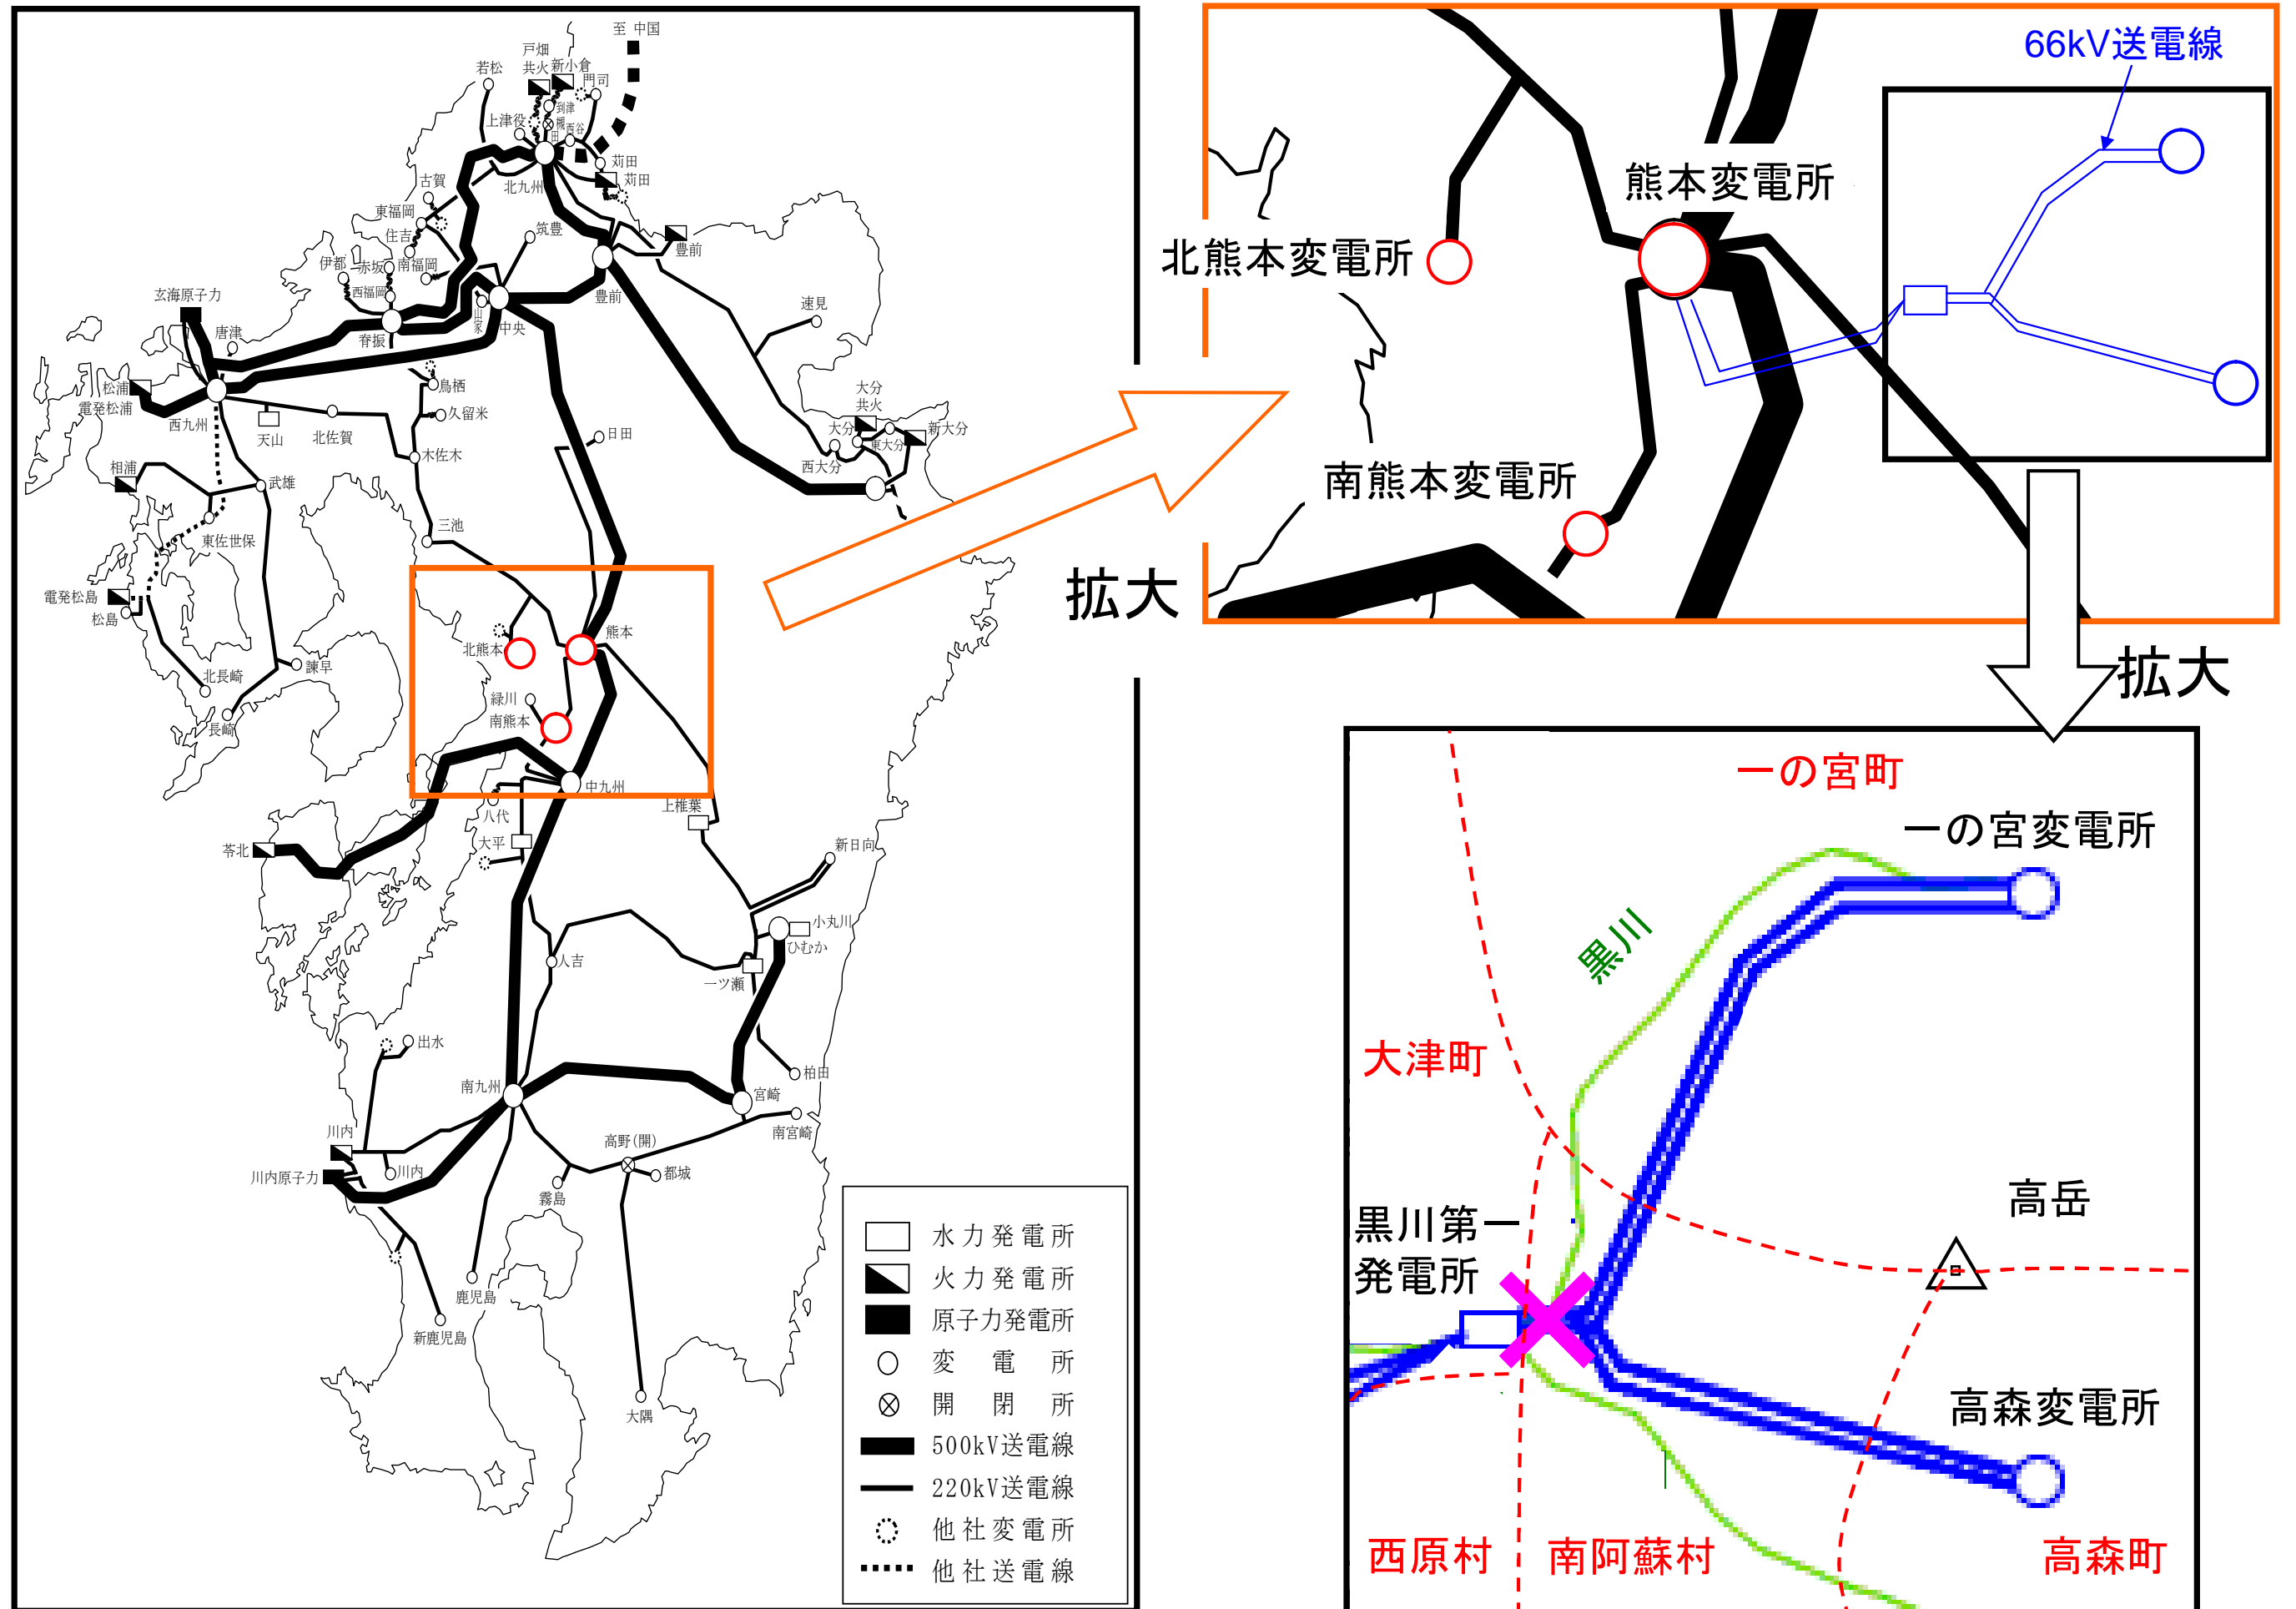 至 中国
戸畑
共火
新小倉
門司
若松
到津
上津役
槻田
西谷
苅田
苅田
北九州
古賀
東福岡
住吉
筑豊
豊前
伊都
赤坂
南福岡
西福岡
豊前
玄海原子力
唐津
山家
中央
脊振
速見
松浦
電発松浦
鳥栖
久留米
西九州
天山
北佐賀
大分
共火
大分
東大分
新大分
日田
木佐木
西大分
相浦
武雄
三池
東佐世保
電発松島
松島
熊本
北熊本
諫早
北長崎
緑川
南熊本
長崎
中九州
上椎葉
八代
大平
苓北
新日向
小丸川
ひむか
人吉
一ツ瀬
出水
南九州
柏田
宮崎
南宮崎
川内
高野(開)
川内原子力
川内
都城
霧島
鹿児島
新鹿児島
大隅
水力発電所
火力発電所
原子力発電所
変電所
開閉所
500kV送電線
220kV送電線
他社変電所
他社送電線
拡大
66kV送電線
熊本変電所
北熊本変電所
南熊本変電所
拡大
一の宮町
一の宮変電所
黒川
大津町
高岳
黒川第一
発電所
高森変電所
西原村
南阿蘇村
高森町